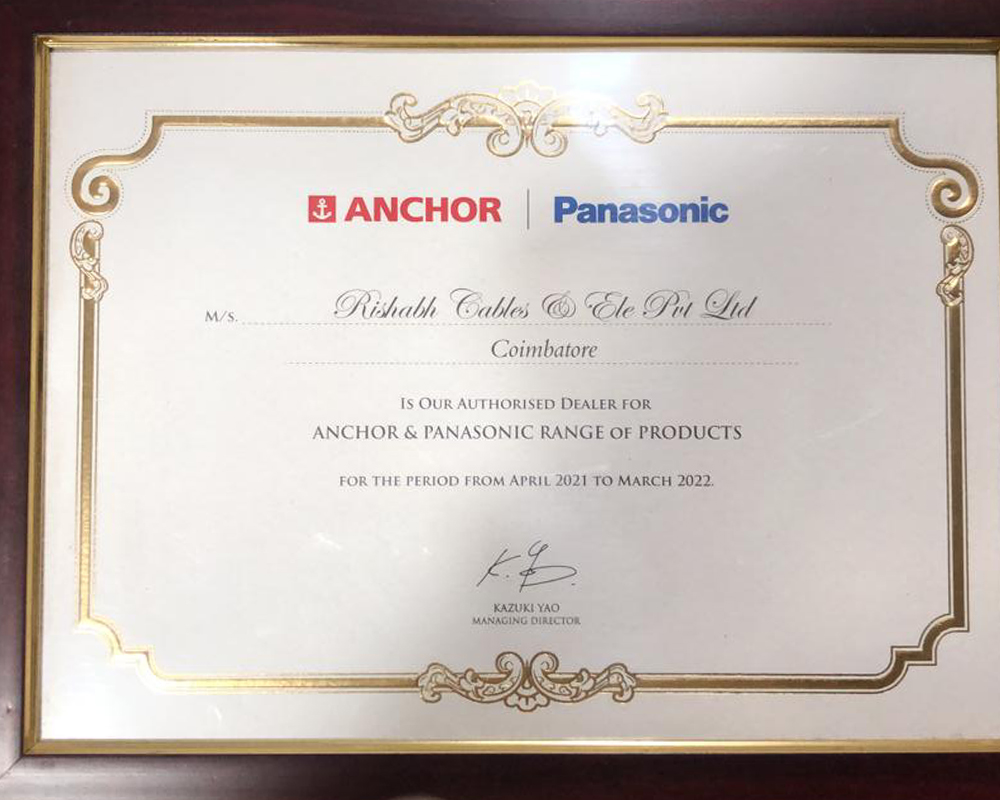 ANCHOR | Panasonic
M/s. Rishabh Cables & Ele Pvt Ltd
Coimbatore
Is Our Authorised Dealer for
ANCHOR & PANASONIC RANGE of PRODUCTS
for the period from April 2021 to March 2022.
K. Y.
KAZUKI YAO
MANAGING DIRECTOR